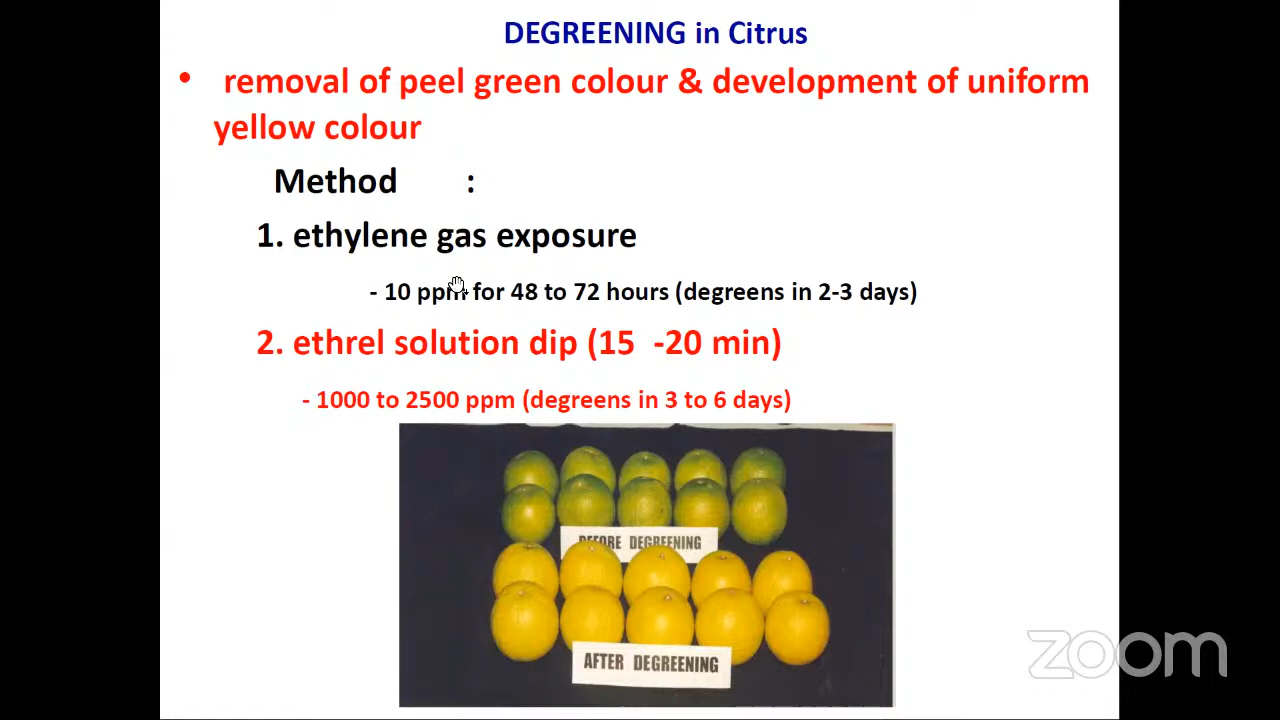 DEGREENING in Citrus
• removal of peel green colour & development of uniform
yellow colour
Method :
1. ethylene gas exposure
- 10 ppm for 48 to 72 hours (degreens in 2-3 days)
2. ethrel solution dip (15 -20 min)
- 1000 to 2500 ppm (degreens in 3 to 6 days)
BEFORE DEGREENING
AFTER DEGREENING
zoom